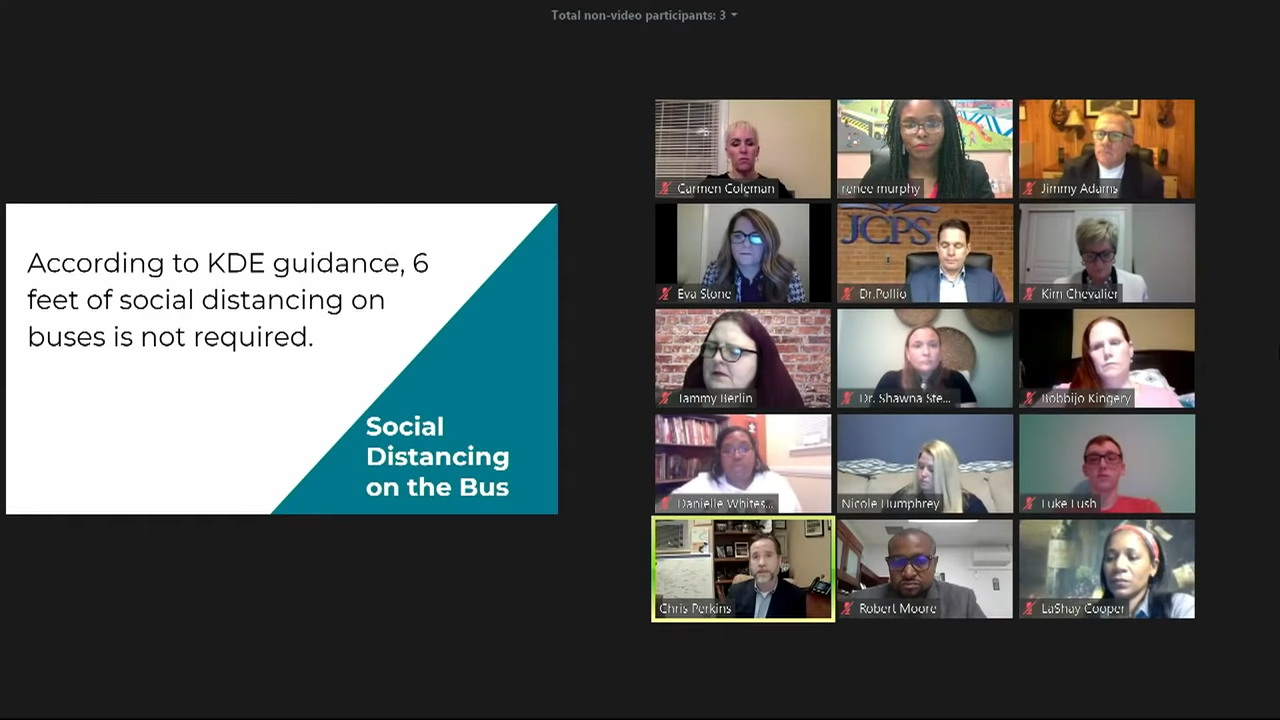 Total non-video participants: 3
According to KDE guidance, 6
feet of social distancing on
buses is not required.
Social
Distancing
on the Bus
Carmen Coleman
renee murphy
Jimmy Adams
Eva Stone
JCPS
Dr.Pollio
Kim Chevalier
Tammy Berlin
Dr. Shawna Ste...
Bobbijo Kingery
Danielle Whites...
Nicole Humphrey
Luke Lush
Chris Perkins
Robert Moore
LaShay Cooper